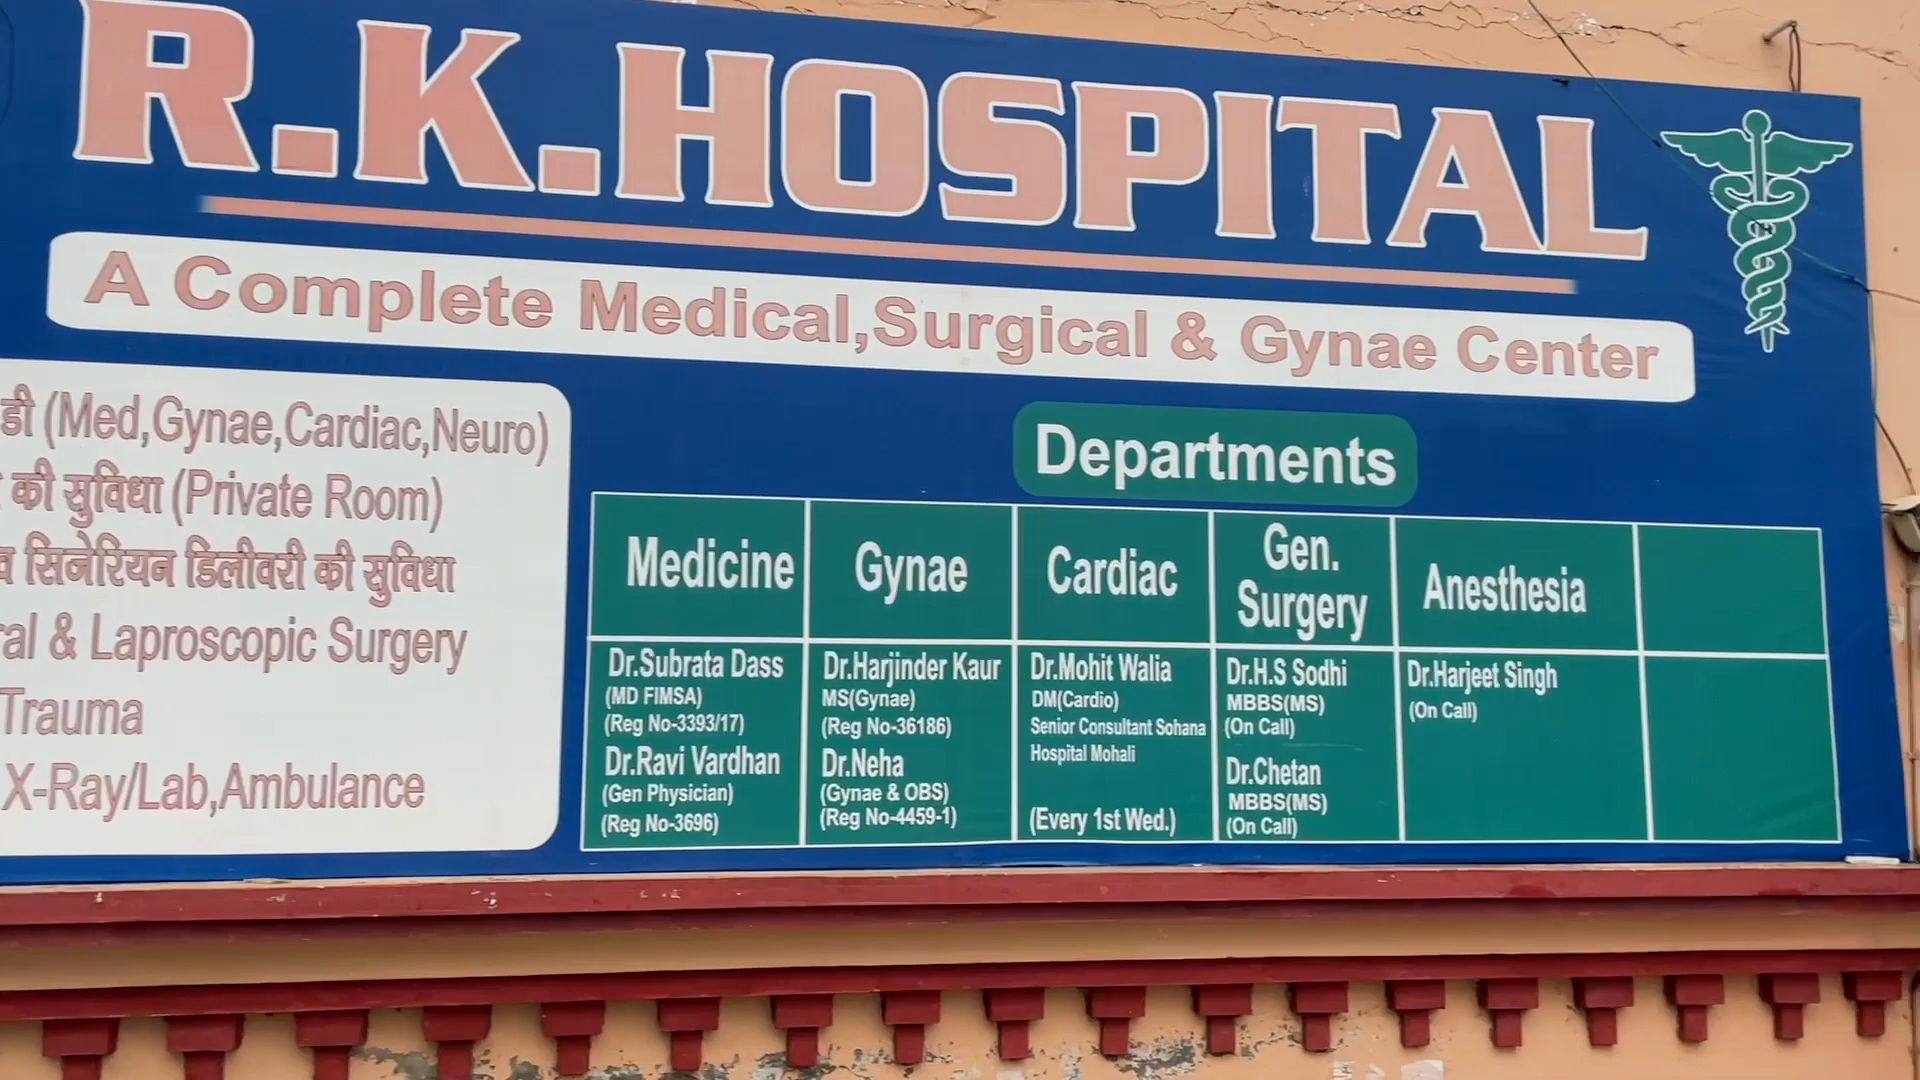 R.K.HOSPITAL
A Complete Medical,Surgical & Gynae Center
(Med,Gynae,Cardiac,Neuro)
की सुविधा (Private Room)
सिजेरियन डिलीवरी की सुविधा
& Laproscopic Surgery
Trauma
X-Ray/Lab,Ambulance
Departments
Medicine
Dr.Subrata Dass
(MD FIMSA)
(Reg No-3393/17)
Dr.Ravi Vardhan
(Gen Physician)
(Reg No-3696)
Gynae
Dr.Harjinder Kaur
MS(Gynae)
(Reg No-36186)
Dr.Neha
(Gynae & OBS)
(Reg No-4459-1)
Cardiac
Dr.Mohit Walia
DM(Cardio)
Senior Consultant Sohana
Hospital Mohali
(Every 1st Wed.)
Gen.
Surgery
Dr.H.S Sodhi
MBBS(MS)
(On Call)
Dr.Chetan
MBBS(MS)
(On Call)
Anesthesia
Dr.Harjeet Singh
(On Call)